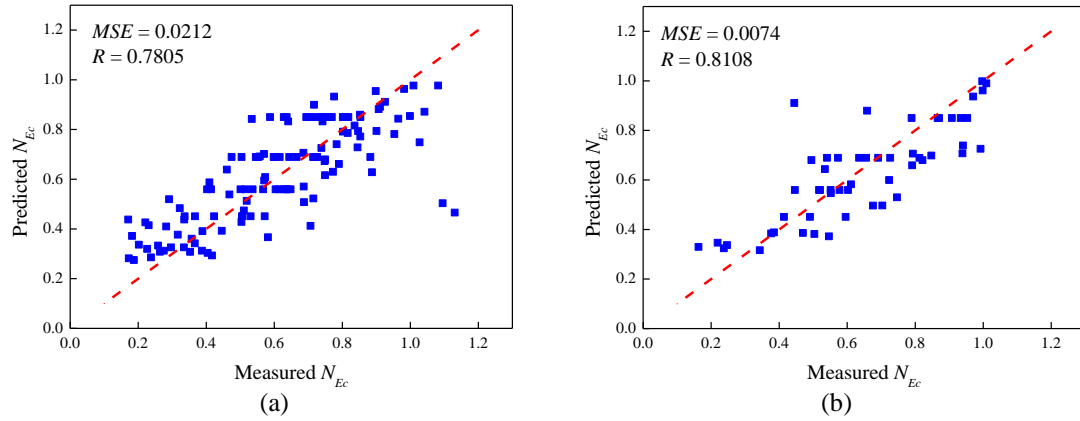 MSE = 0.0212
R = 0.7805
Predicted N_Ec
1.2
1.0
0.8
0.6
0.4
0.2
0.0
0.0 0.2 0.4 0.6 0.8 1.0 1.2
Measured N_Ec
(a)
MSE = 0.0074
R = 0.8108
Predicted N_Ec
1.2
1.0
0.8
0.6
0.4
0.2
0.0
0.0 0.2 0.4 0.6 0.8 1.0 1.2
Measured N_Ec
(b)